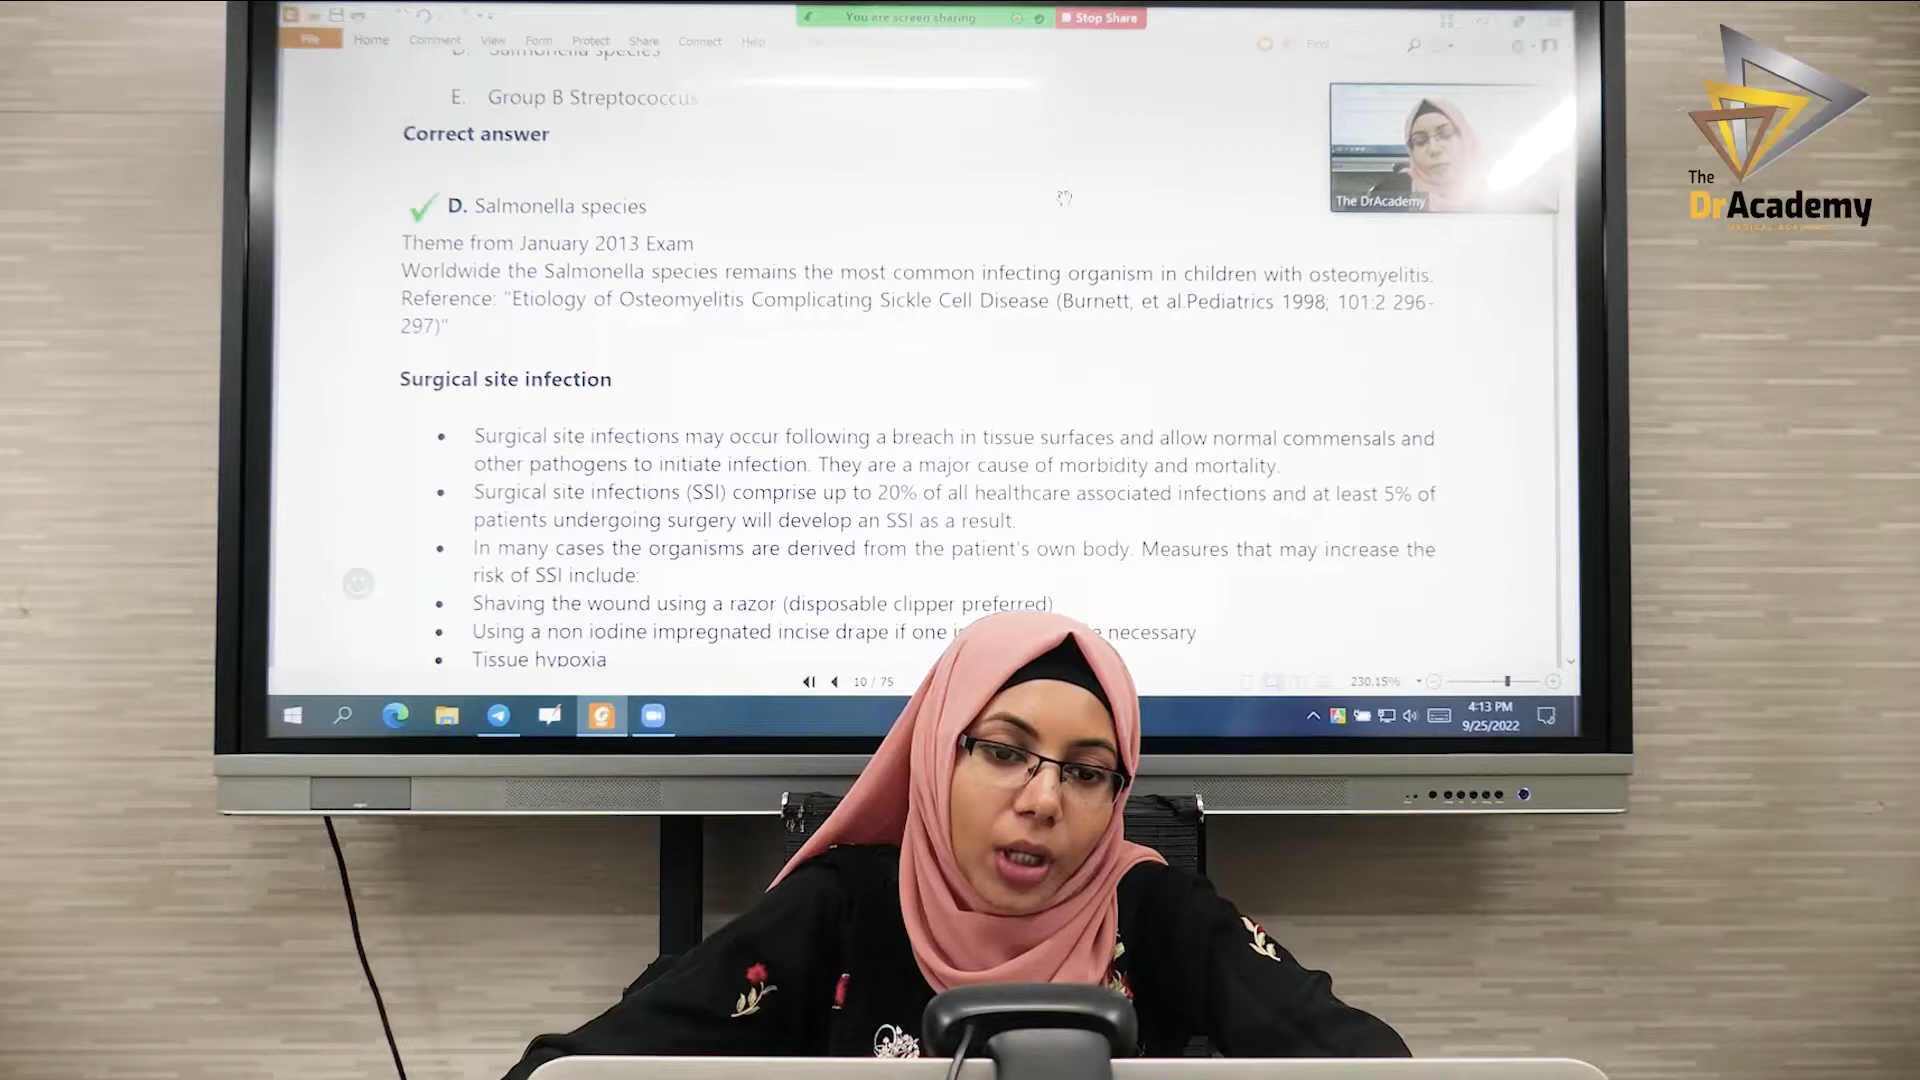 You are screen sharing
Stop Share
File Home Comment View Form Protect Share Connect Help
Find
D. Salmonella species
E. Group B Streptococcus
Correct answer
D. Salmonella species
Theme from January 2013 Exam
Worldwide the Salmonella species remains the most common infecting organism in children with osteomyelitis.
Reference: "Etiology of Osteomyelitis Complicating Sickle Cell Disease (Burnett, et al.Pediatrics 1998; 101:2 296-
297)"
Surgical site infection
• Surgical site infections may occur following a breach in tissue surfaces and allow normal commensals and
other pathogens to initiate infection. They are a major cause of morbidity and mortality.
• Surgical site infections (SSI) comprise up to 20% of all healthcare associated infections and at least 5% of
patients undergoing surgery will develop an SSI as a result.
• In many cases the organisms are derived from the patient's own body. Measures that may increase the
risk of SSI include:
• Shaving the wound using a razor (disposable clipper preferred)
• Using a non iodine impregnated incise drape if one necessary
• Tissue hypoxia
10 / 75
230.15%
4:13 PM
9/25/2022
The DrAcademy
The
DrAcademy
MEDICAL ACADEMY